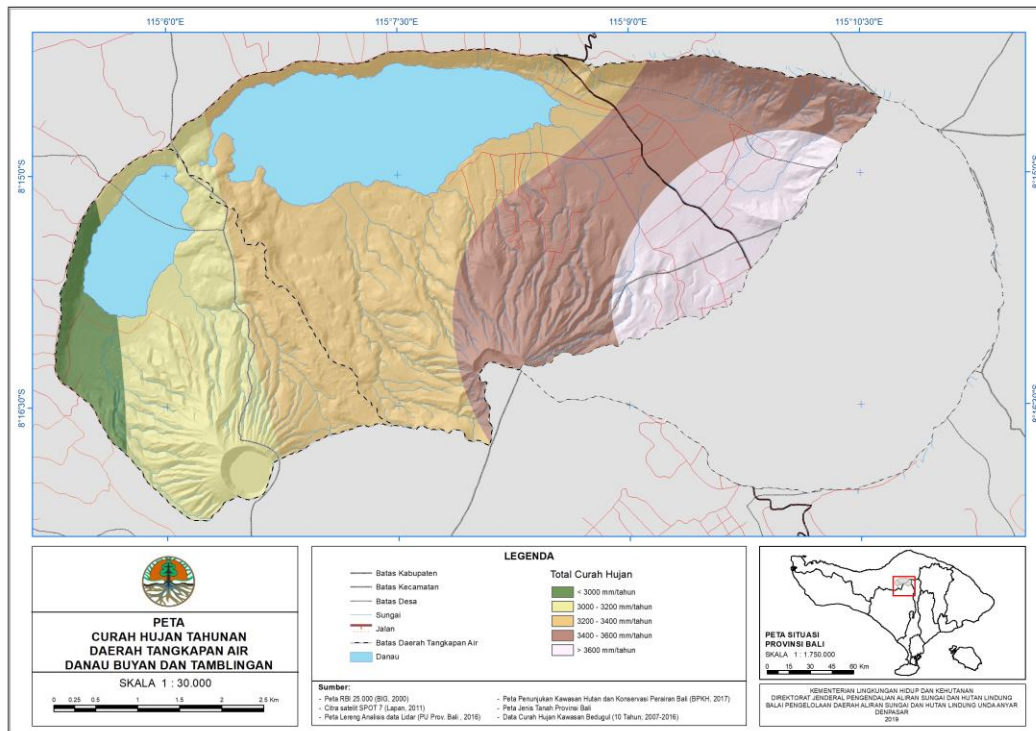 115°6'0"E 115°7'30"E 115°9'0"E 115°10'30"E
8°15'0"S
8°15'0"S
8°16'30"S
8°16'30"S
PETA
CURAH HUJAN TAHUNAN
DAERAH TANGKAPAN AIR
DANAU BUYAN DAN TAMBLINGAN
SKALA 1 : 30.000
0 0.25 0.5 1 1.5 2 2.5 Km
LEGENDA
Batas Kabupaten
Batas Kecamatan
Batas Desa
Sungai
Jalan
Batas Daerah Tangkapan Air
Danau
Total Curah Hujan
< 3000 mm/tahun
3000 - 3200 mm/tahun
3200 - 3400 mm/tahun
3400 - 3600 mm/tahun
> 3600 mm/tahun
Sumber:
- Peta RBI 25.000 (BIG, 2000)
- Citra satelit SPOT 7 (Lapan, 2011)
- Peta Lereng Analisis data Lidar (PU Prov. Bali , 2016)
- Peta Penunjukan Kawasan Hutan dan Konservasi Perairan Bali (BPKH, 2017)
- Peta Jenis Tanah Provinsi Bali
- Data Curah Hujan Kawasan Bedugul (10 Tahun, 2007-2016)
PETA SITUASI
PROVINSI BALI
SKALA 1 : 1.750.000
0 15 30 45 60 Km
KEMENTERIAN LINGKUNGAN HIDUP DAN KEHUTANAN
DIREKTORAT JENDERAL PENGENDALIAN ALIRAN SUNGAI DAN HUTAN LINDUNG
BALAI PENGELOLAAN DAERAH ALIRAN SUNGAI DAN HUTAN LINDUNG UNDA ANYAR
DENPASAR
2019